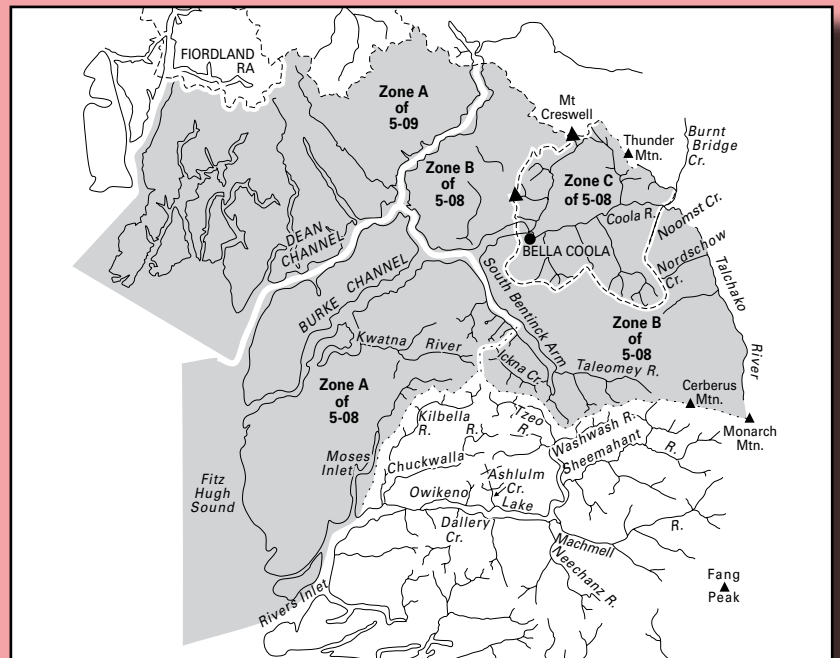 FIORDLAND
RA
Zone A
of
5-09
Mt
Creswell
Thunder
Mtn.
Burnt
Bridge
Cr.
Zone B
of
5-08
Zone C
of 5-08
Coola R.
Noomst Cr.
DEAN
CHANNEL
BELLA COOLA
Nordschow
Cr.
Talchako
River
BURKE CHANNEL
South Bentinck Arm
Zone B
of
5-08
Kwatna River
Ickna Cr.
Taleomey R.
Zone A
of
5-08
Cerberus
Mtn.
Monarch
Mtn.
Kilbella
R. R.
Tzeo
R.
Washwash R.
Sheemahant
R.
Moses
Inlet
Chuckwalla
Fitz
Hugh
Sound
Ashlulm
Cr.
Owikeno Lake
Dallery
Cr.
R.
Machmell
Neechanz R.
Fang
Peak
Rivers Inlet